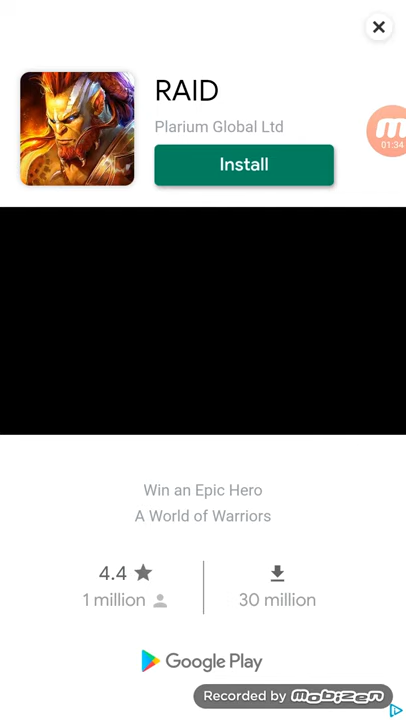 RAID
Plarium Global Ltd
Install
01:34
Win an Epic Hero
A World of Warriors
4.4
1 million
30 million
Google Play
Recorded by mobizen